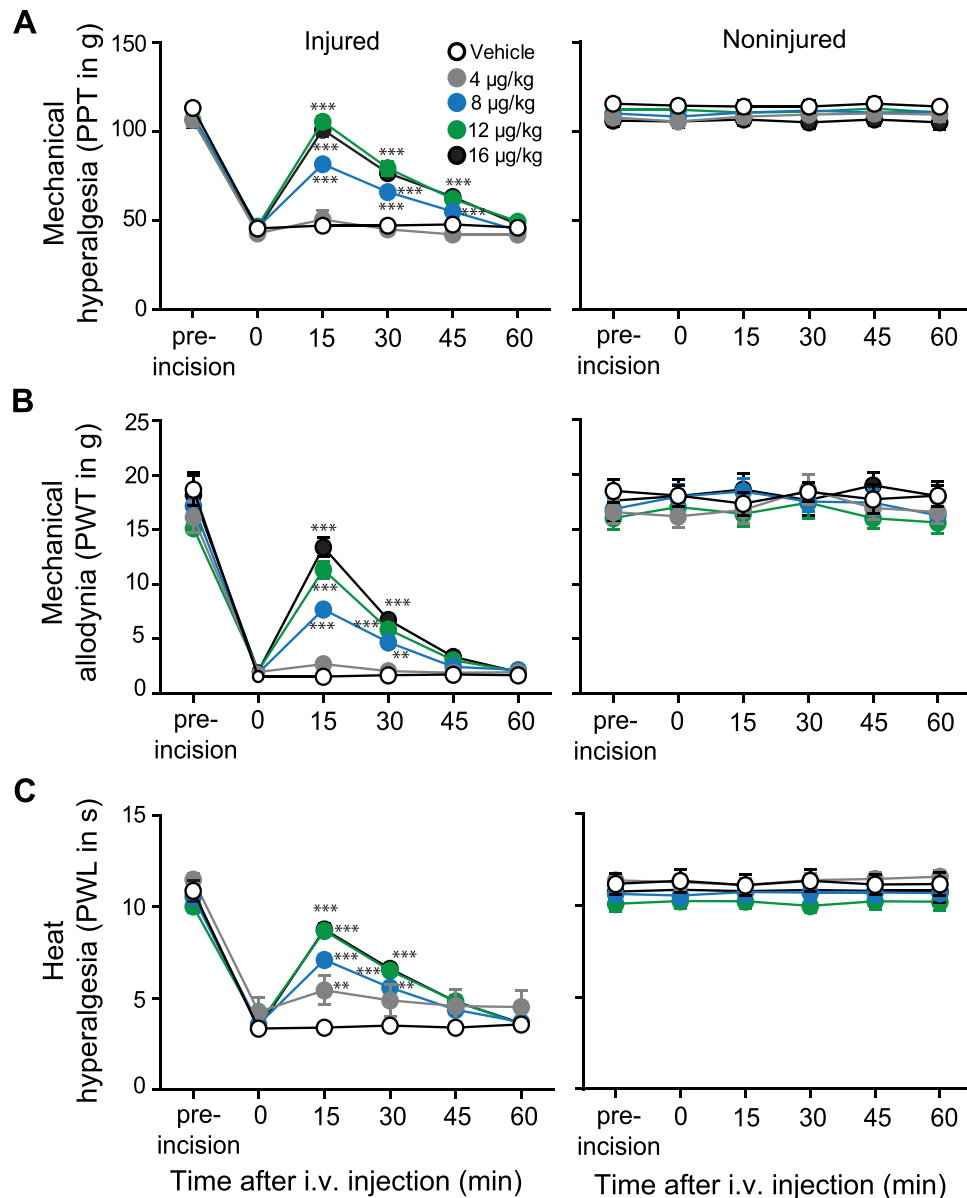 A
Injured
Noninjured
Mechanical
hyperalgesia (PPT in g)
150
100
50
0
Vehicle
4 µg/kg
8 µg/kg
12 µg/kg
16 µg/kg
***
***
***
***
***
***
***
***
pre-
incision
0
15
30
45
60
pre-
incision
0
15
30
45
60
B
Mechanical
allodynia (PWT in g)
25
20
15
10
5
0
***
***
***
***
***
**
pre-
incision
0
15
30
45
60
pre-
incision
0
15
30
45
60
C
Heat
hyperalgesia (PWL in s)
15
10
5
0
***
***
***
***
***
**
**
pre-
incision
0
15
30
45
60
pre-
incision
0
15
30
45
60
Time after i.v. injection (min)
Time after i.v. injection (min)